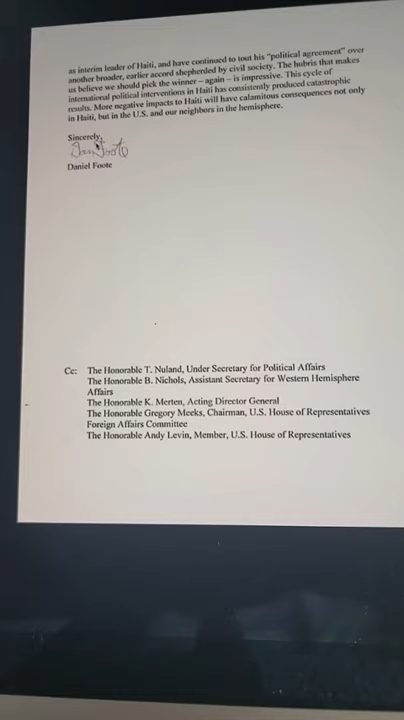 as interim leader of Haiti, and have continued to tout his "political agreement" over
another broader, earlier accord shepherded by civil society. The hubris that makes
us believe we should pick the winner – again – is impressive. This cycle of
international political interventions in Haiti has consistently produced catastrophic
results. More negative impacts to Haiti will have calamitous consequences not only
in Haiti, but in the U.S. and our neighbors in the hemisphere.
Sincerely,
Dan Foote
Daniel Foote
Cc: The Honorable T. Nuland, Under Secretary for Political Affairs
The Honorable B. Nichols, Assistant Secretary for Western Hemisphere
Affairs
The Honorable K. Merten, Acting Director General
The Honorable Gregory Meeks, Chairman, U.S. House of Representatives
Foreign Affairs Committee
The Honorable Andy Levin, Member, U.S. House of Representatives